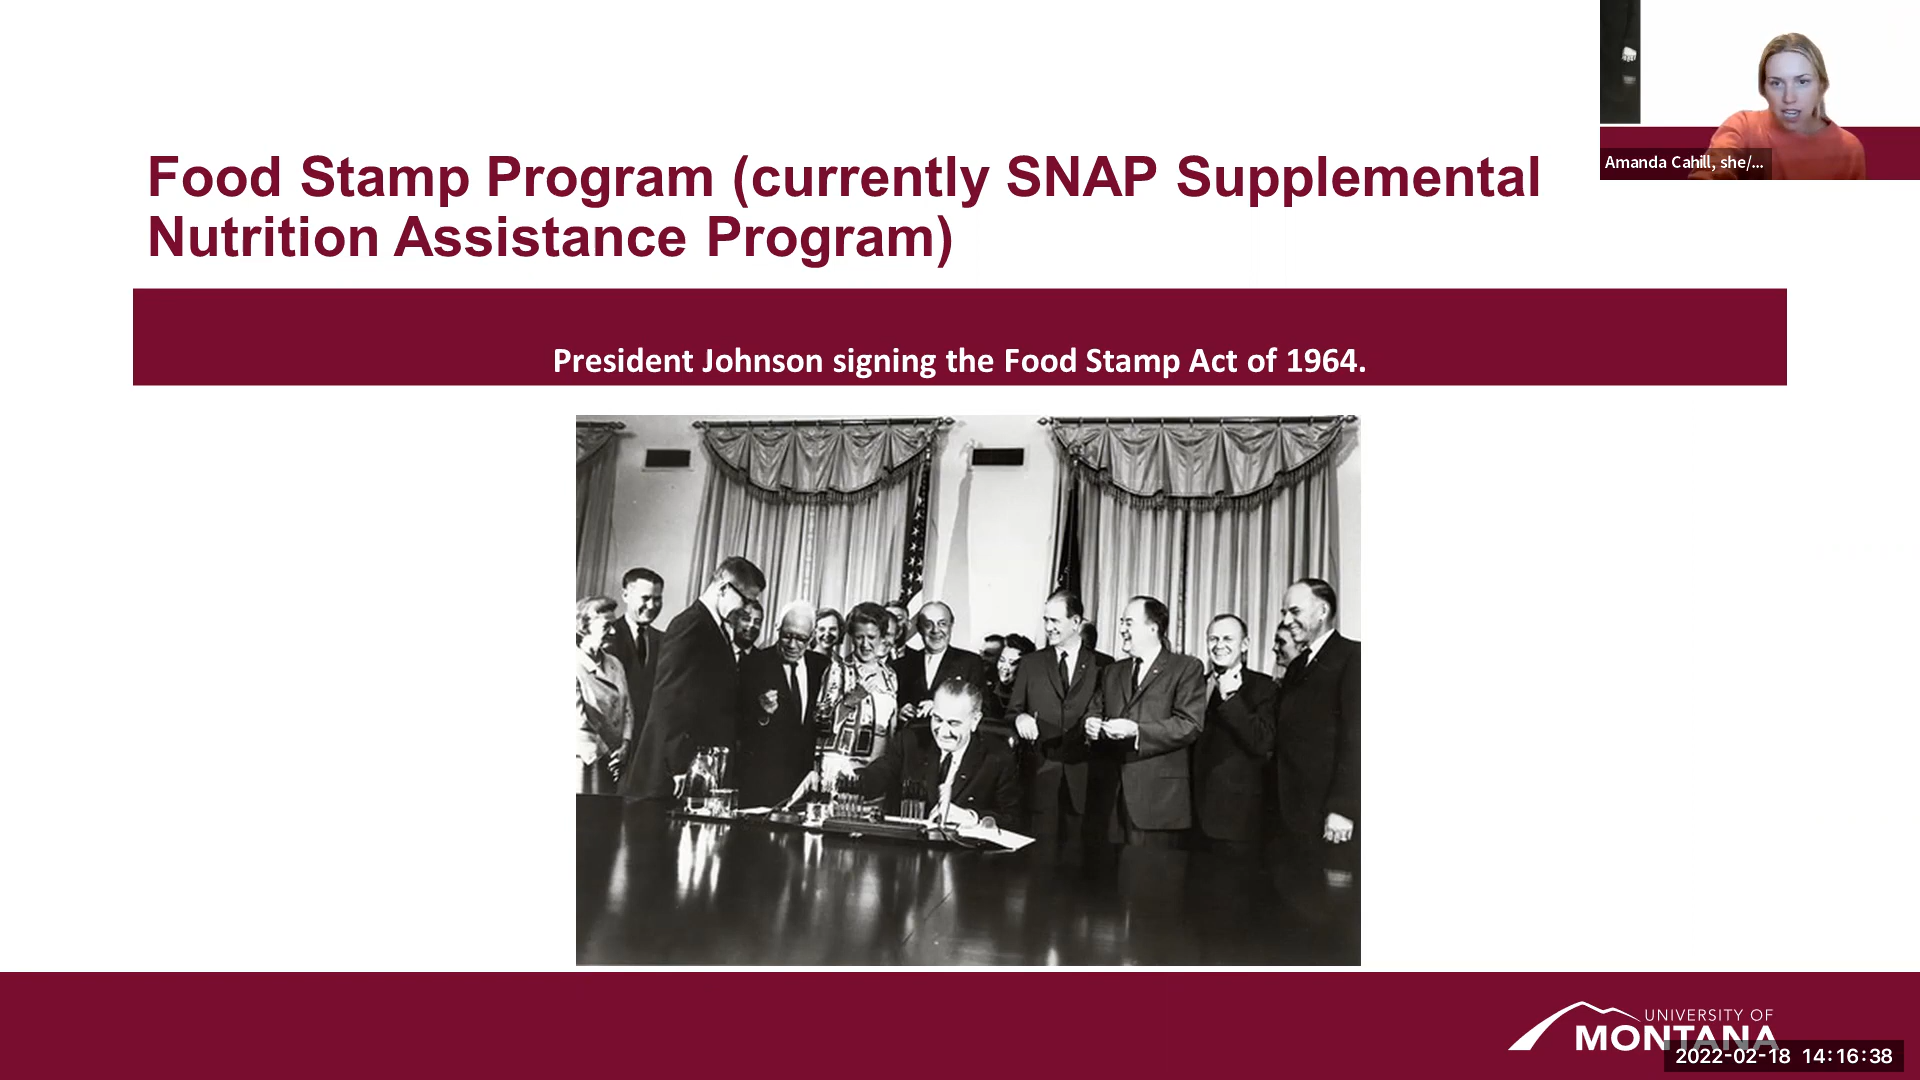 Amanda Cahill, she/...
Food Stamp Program (currently SNAP Supplemental
Nutrition Assistance Program)
President Johnson signing the Food Stamp Act of 1964.
UNIVERSITY OF
MONTANA
2022-02-18 14:16:38